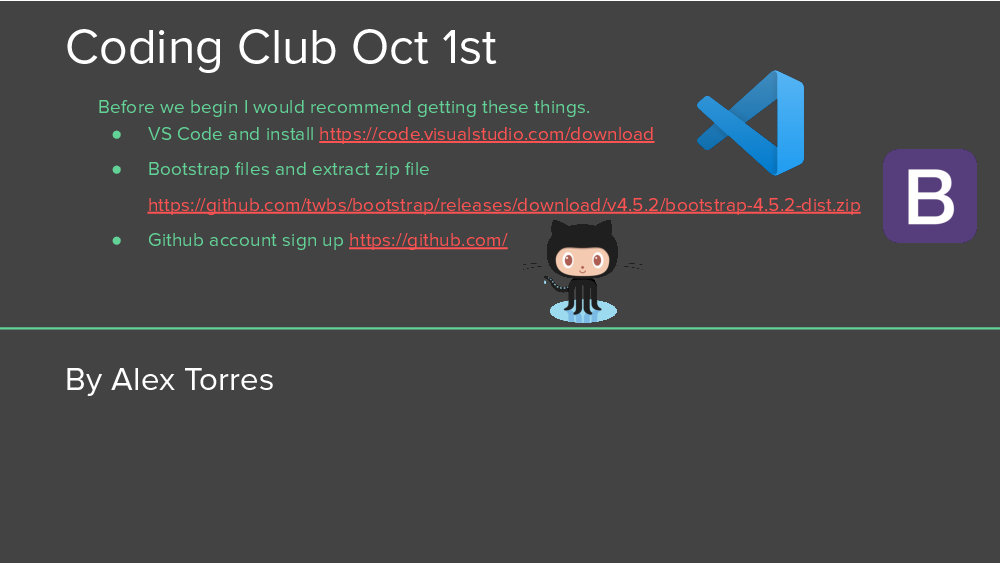 Coding Club Oct 1st
Before we begin I would recommend getting these things.
● VS Code and install https://code.visualstudio.com/download
● Bootstrap files and extract zip file
https://github.com/twbs/bootstrap/releases/download/v4.5.2/bootstrap-4.5.2-dist.zip
B
● Github account sign up https://github.com/
By Alex Torres